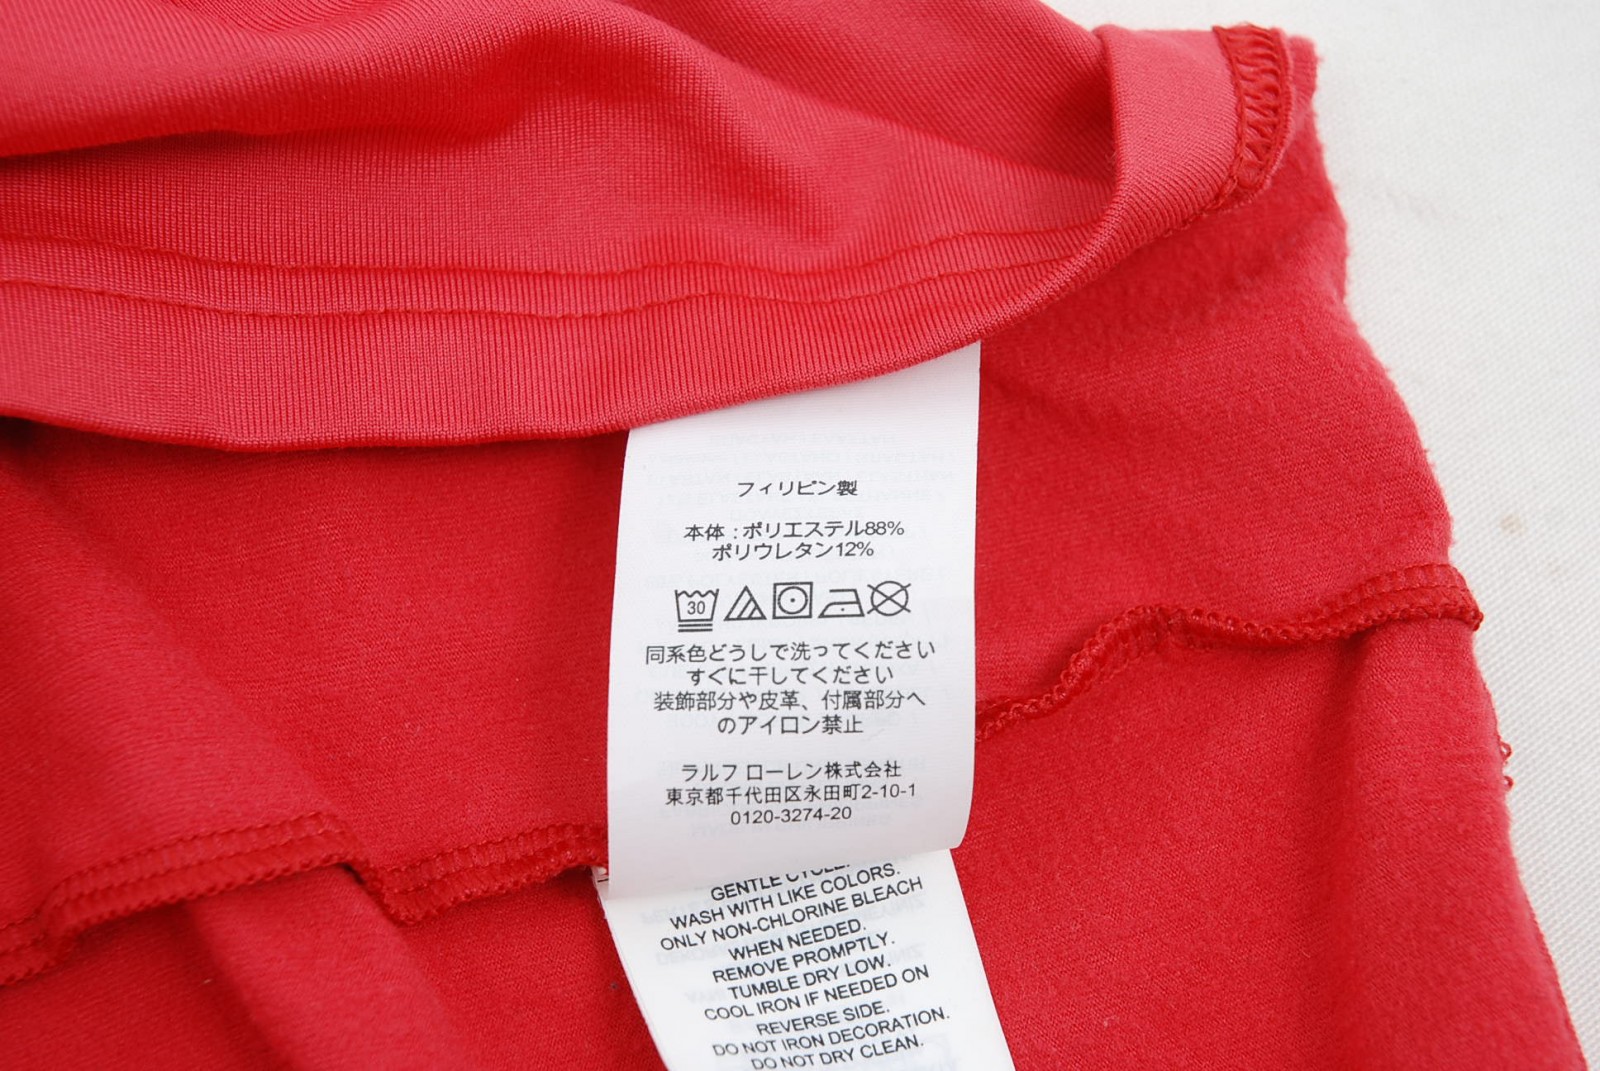 フィリピン製
本体:ポリエステル88%
ポリウレタン12%
30
同系色どうしで洗ってください
すぐに干してください
装飾部分や皮革、付属部分へ
のアイロン禁止
ラルフ ローレン株式会社
東京都千代田区永田町2-10-1
0120-3274-20
GENTLE CYCLE.
WASH WITH LIKE COLORS.
ONLY NON-CHLORINE BLEACH
WHEN NEEDED.
REMOVE PROMPTLY.
TUMBLE DRY LOW.
COOL IRON IF NEEDED ON
REVERSE SIDE.
DO NOT IRON DECORATION.
DO NOT DRY CLEAN.